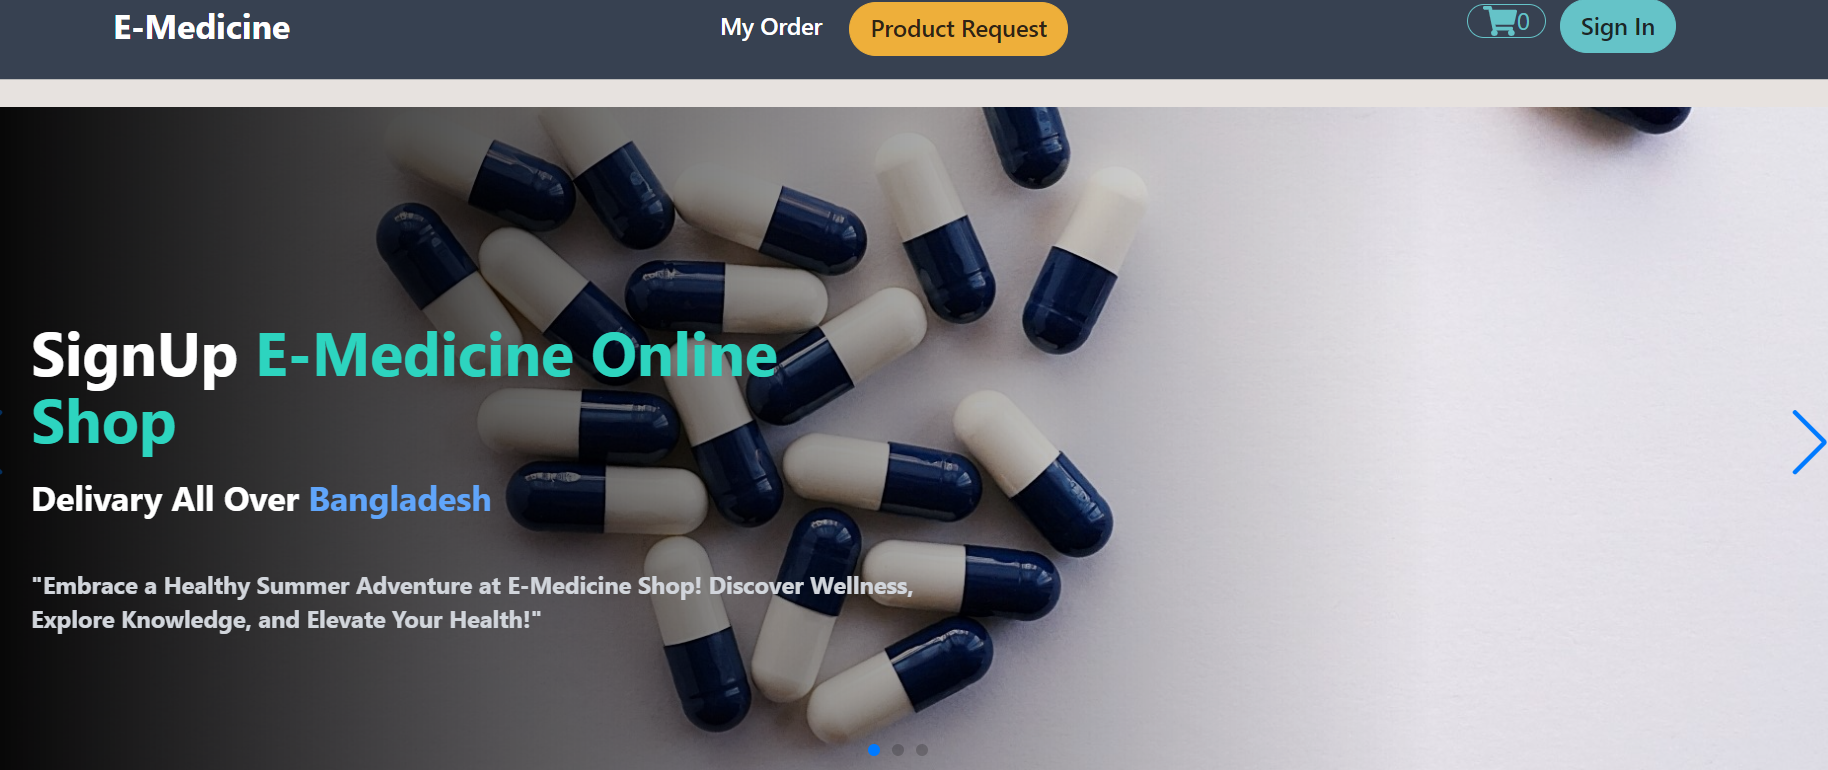 E-Medicine
My Order
Product Request
0
Sign In
SignUp E-Medicine Online
Shop
Delivary All Over Bangladesh
"Embrace a Healthy Summer Adventure at E-Medicine Shop! Discover Wellness,
Explore Knowledge, and Elevate Your Health!"